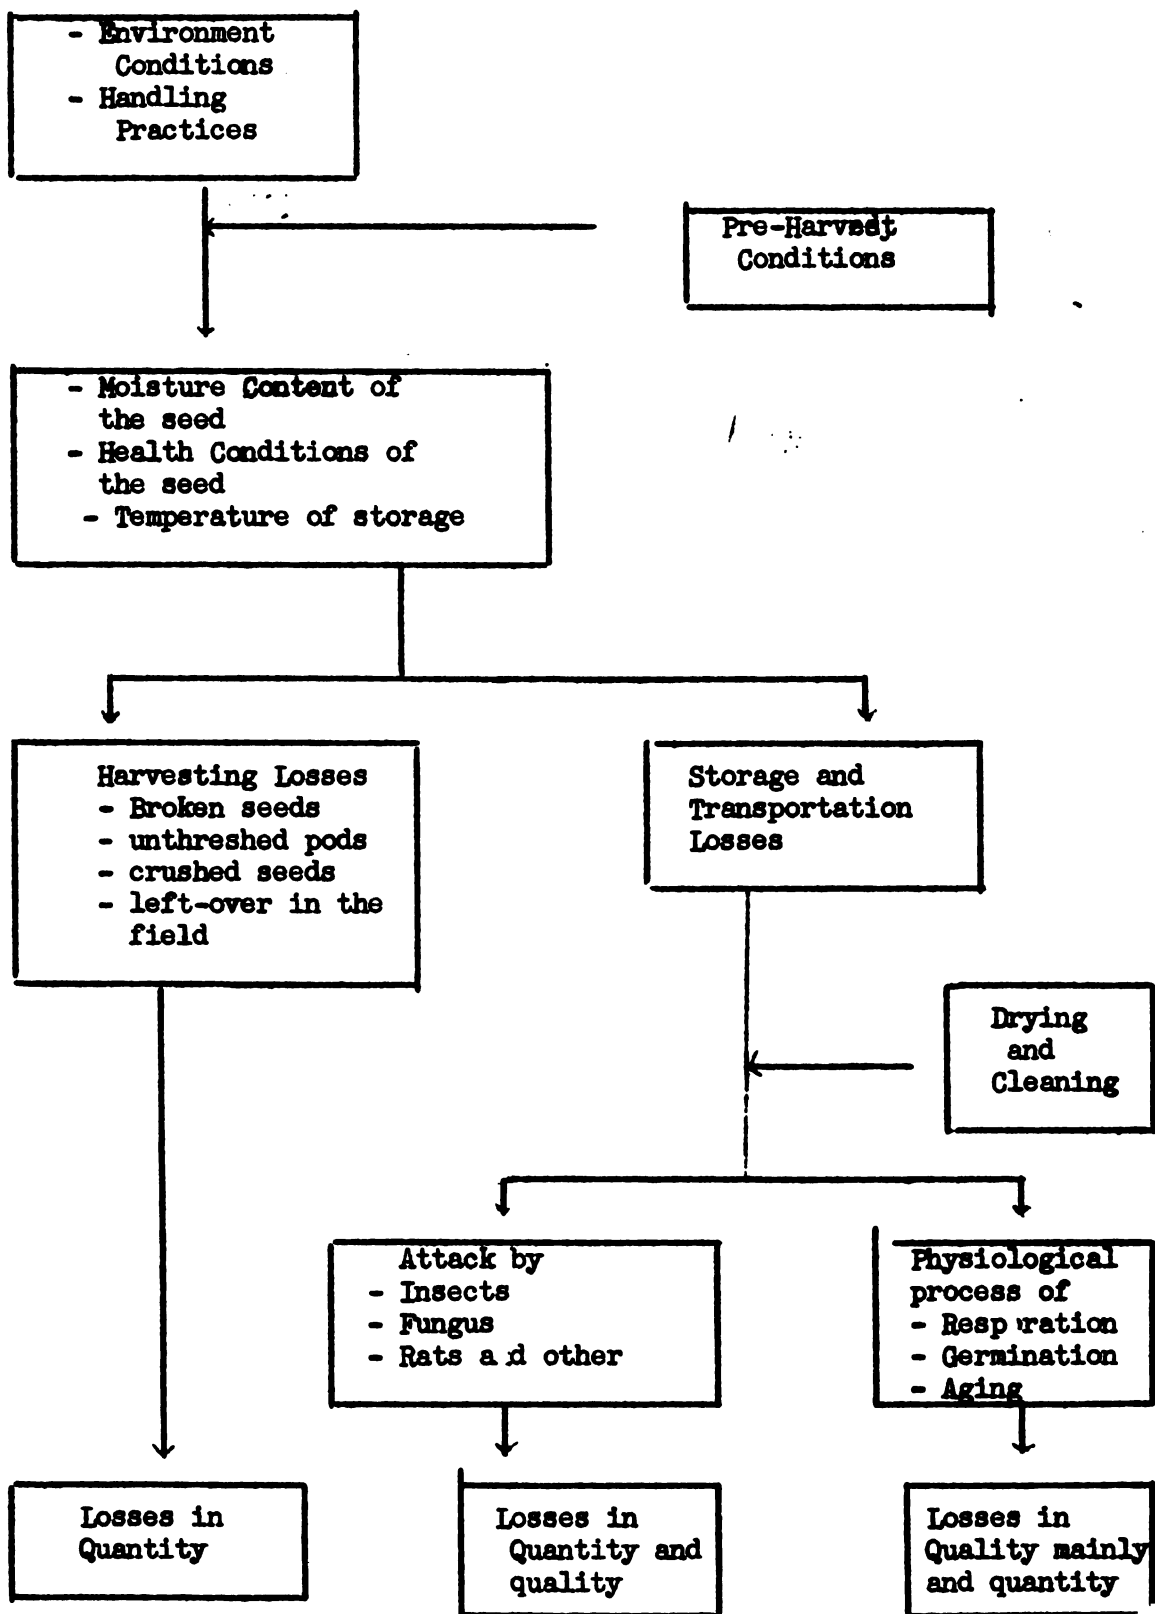 - Environment
Conditions
- Handling
Practices
Pre-Harvest
Conditions
- Moisture Content of
the seed
- Health Conditions of
the seed
- Temperature of storage
Harvesting Losses
- Broken seeds
- unthreshed pods
- crushed seeds
- left-over in the
field
Storage and
Transportation
Losses
Drying
and
Cleaning
Attack by
- Insects
- Fungus
- Rats and other
Physiological
process of
- Respiration
- Germination
- Aging
Losses in
Quantity
Losses in
Quantity and
quality
Losses in
Quality mainly
and quantity